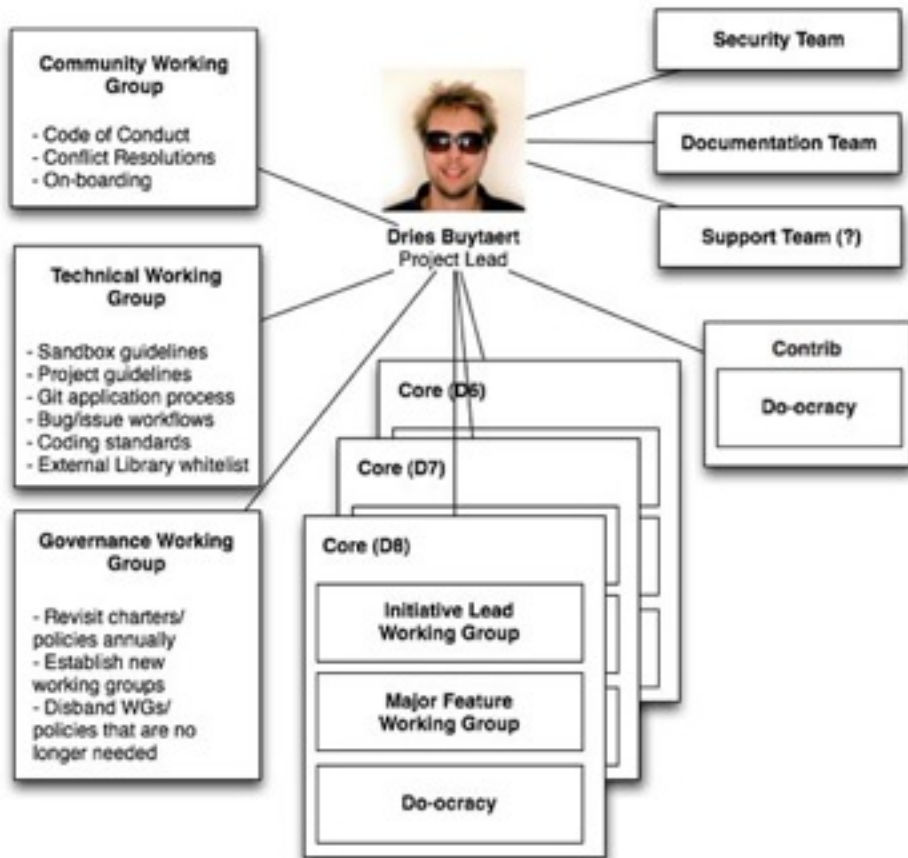 Community Working
Group
- Code of Conduct
- Conflict Resolutions
- On-boarding
Technical Working
Group
- Sandbox guidelines
- Project guidelines
- Git application process
- Bug/issue workflows
- Coding standards
- External Library whitelist
Governance Working
Group
- Revisit charters/
policies annually
- Establish new
working groups
- Disband WGs/
policies that are no
longer needed
Dries Buytaert
Project Lead
Security Team
Documentation Team
Support Team (?)
Contrib
Do-ocracy
Core (D6)
Core (D7)
Core (D8)
Initiative Lead
Working Group
Major Feature
Working Group
Do-ocracy